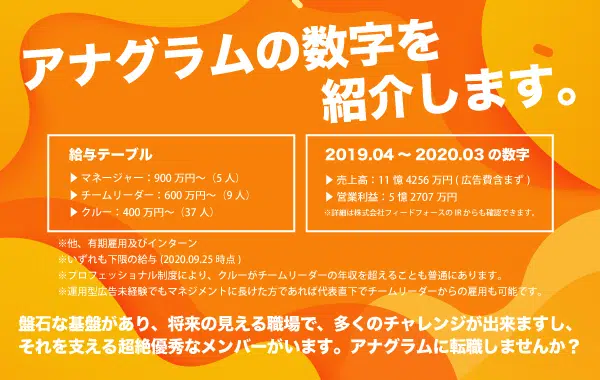 アナグラムの数字を
紹介します。
給与テーブル
▶ マネージャー：900 万円〜（5 人）
▶ チームリーダー：600 万円〜（9 人）
▶ クルー：400 万円〜（37 人）
2019.04 〜 2020.03 の数字
▶ 売上高：11 億 4256 万円 ( 広告費含まず )
▶ 営業利益：5 億 2707 万円
※詳細は株式会社フィードフォースの IR からも確認できます。
※他、有期雇用及びインターン
※いずれも下限の給与 (2020.09.25 時点 )
※プロフェッショナル制度により、クルーがチームリーダーの年収を超えることも普通にあります。
※運用型広告未経験でもマネジメントに長けた方であれば代表直下でチームリーダーからの雇用も可能です。
盤石な基盤があり、将来の見える職場で、多くのチャレンジが出来ますし、
それを支える超絶優秀なメンバーがいます。アナグラムに転職しませんか？